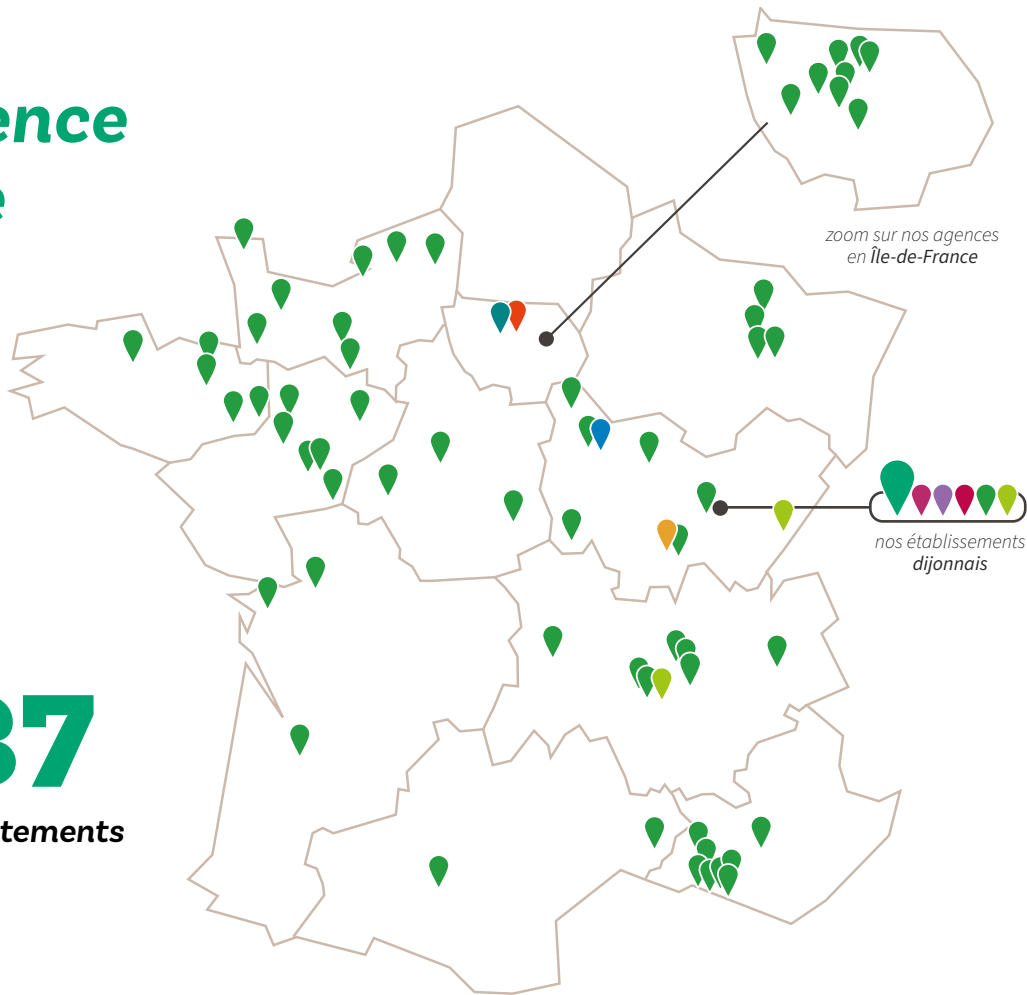 ence
e
zoom sur nos agences
en Île-de-France
nos établissements
dijonnais
37
tements